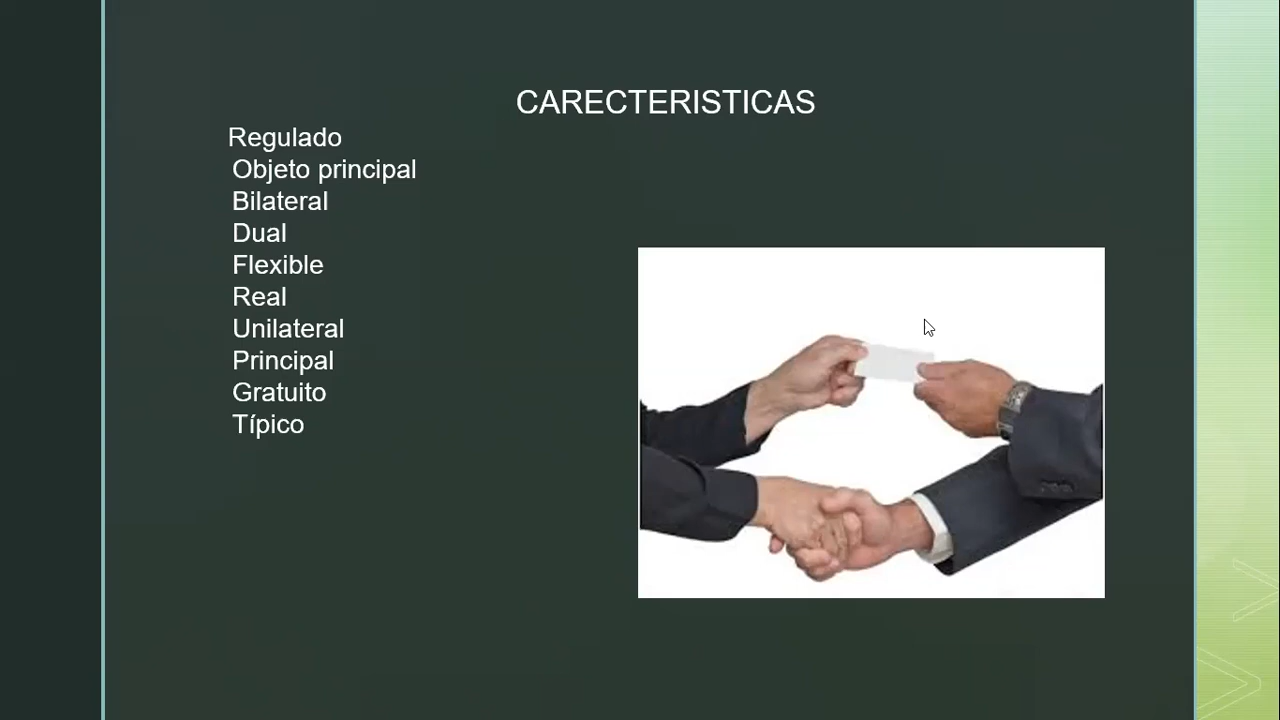 CARECTERISTICAS
Regulado
Objeto principal
Bilateral
Dual
Flexible
Real
Unilateral
Principal
Gratuito
Típico